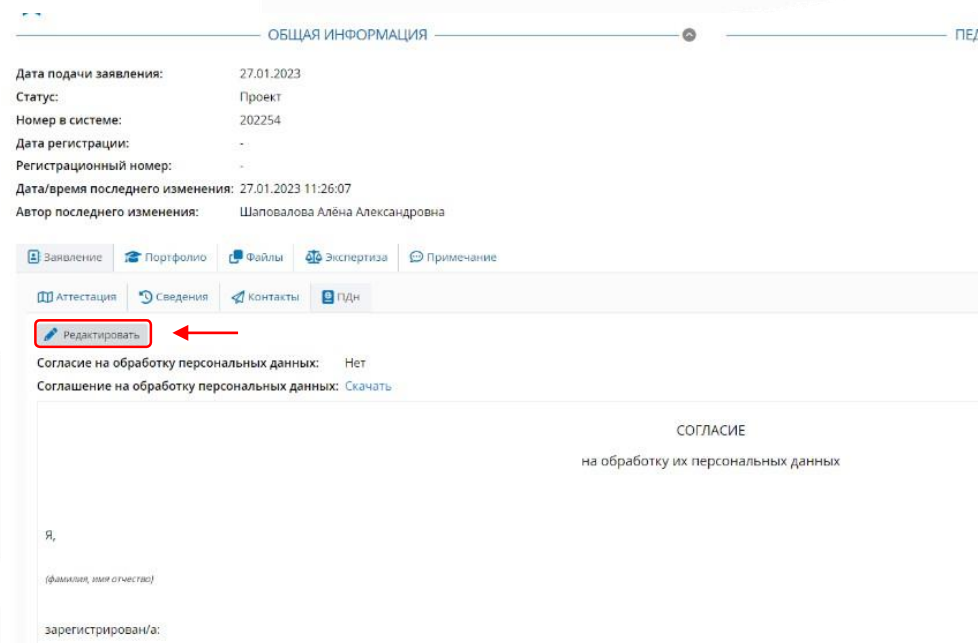 ОБЩАЯ ИНФОРМАЦИЯ
Дата подачи заявления: 27.01.2023
Статус: Проект
Номер в системе: 202254
Дата регистрации: -
Регистрационный номер: -
Дата/время последнего изменения: 27.01.2023 11:26:07
Автор последнего изменения: Шаповалова Алёна Александровна
Заявление Портфолио Файлы Экспертиза Примечание
Аттестация Сведения Контакты ПДн
Редактировать
Согласие на обработку персональных данных: Нет
Соглашение на обработку персональных данных: Скачать
СОГЛАСИЕ
на обработку их персональных данных
Я,
(фамилия, имя отчество)
зарегистрирован/а: